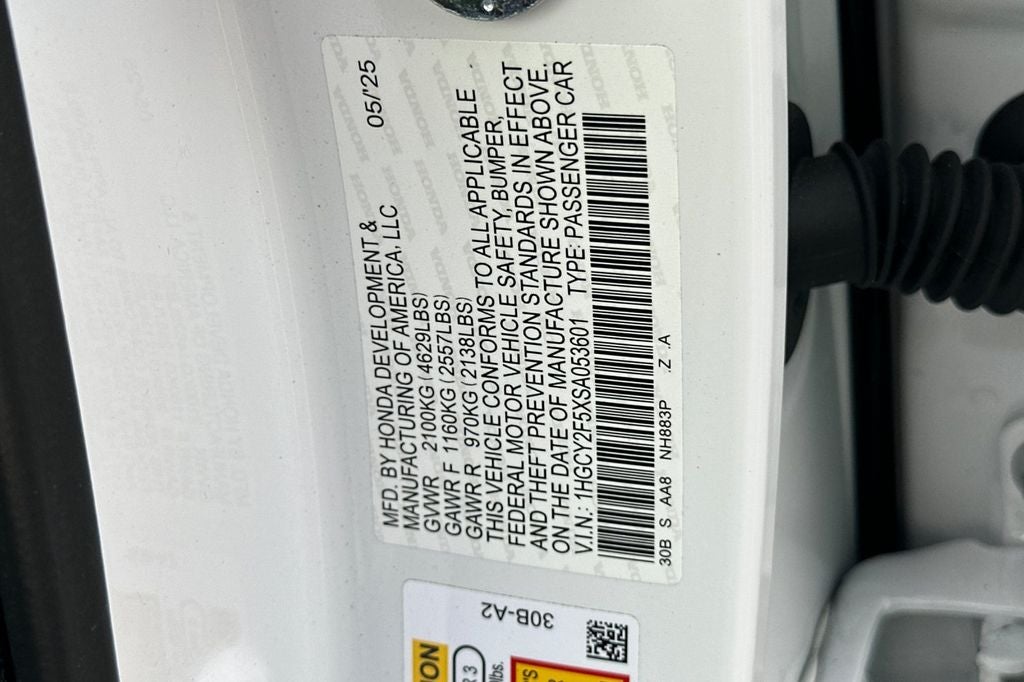 MFD. BY HONDA DEVELOPMENT & 05/'25
MANUFACTURING OF AMERICA, LLC
GVWR 2100KG (4629LBS)
GAWR F 1160KG (2557LBS)
GAWR R 970KG (2138LBS)
THIS VEHICLE CONFORMS TO ALL APPLICABLE
FEDERAL MOTOR VEHICLE SAFETY, BUMPER,
AND THEFT PREVENTION STANDARDS IN EFFECT
ON THE DATE OF MANUFACTURE SHOWN ABOVE.
V.I.N.: 1HGCY2F5XSA053601 TYPE: PASSENGER CAR
30B S AA8 NH883P .Z .A
30B-A2